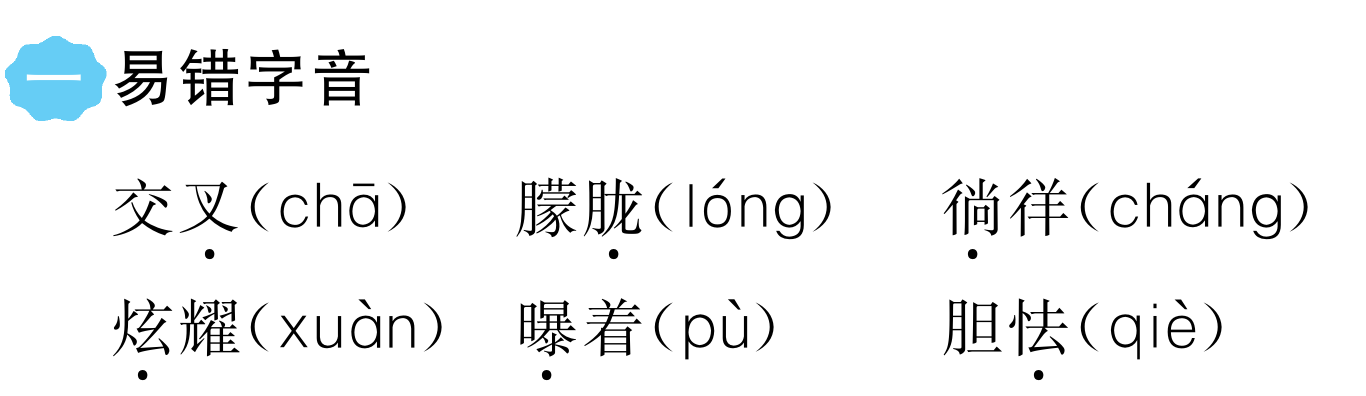 一 易错字音
交叉(chā) 朦胧(lóng) 徜徉(cháng)
炫耀(xuàn) 曝着(pù) 胆怯(qiè)